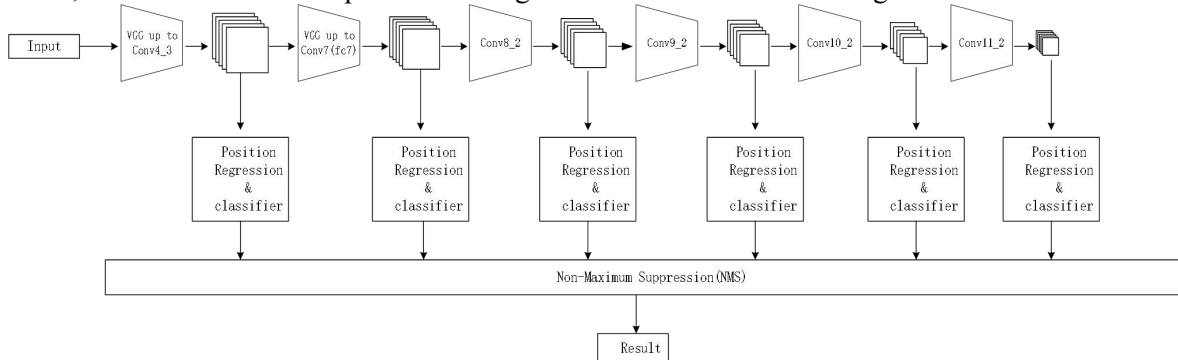 Input
VGG up to
Conv4_3
VGG up to
Conv7(fc7)
Conv8_2
Conv9_2
Conv10_2
Conv11_2
Position
Regression
&
classifier
Position
Regression
&
classifier
Position
Regression
&
classifier
Position
Regression
&
classifier
Position
Regression
&
classifier
Position
Regression
&
classifier
Non-Maximum Suppression(NMS)
Result